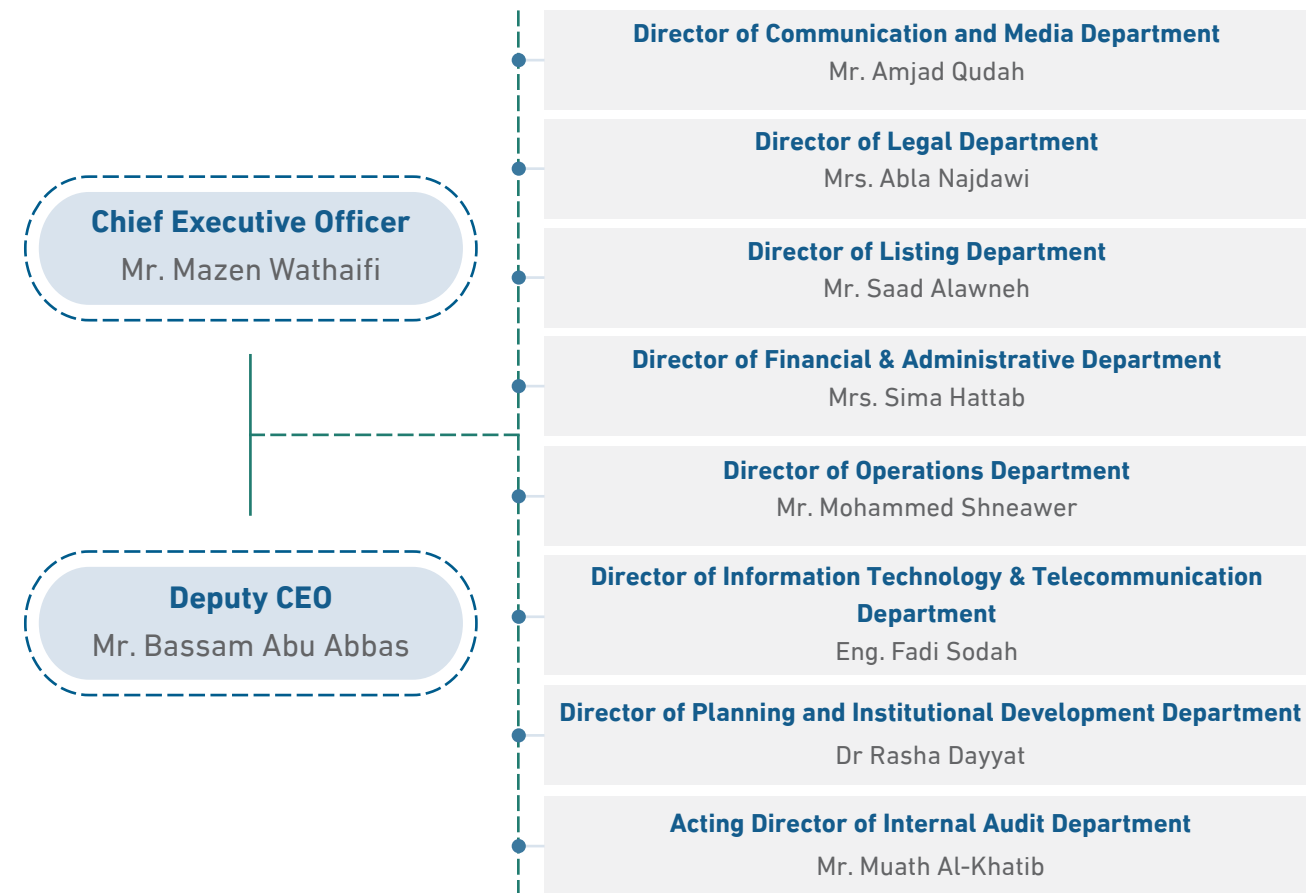 Chief Executive Officer
Mr. Mazen Wathaifi
Deputy CEO
Mr. Bassam Abu Abbas
Director of Communication and Media Department
Mr. Amjad Qudah
Director of Legal Department
Mrs. Abla Najdawi
Director of Listing Department
Mr. Saad Alawneh
Director of Financial & Administrative Department
Mrs. Sima Hattab
Director of Operations Department
Mr. Mohammed Shneawer
Director of Information Technology & Telecommunication
Department
Eng. Fadi Sodah
Director of Planning and Institutional Development Department
Dr Rasha Dayyat
Acting Director of Internal Audit Department
Mr. Muath Al-Khatib